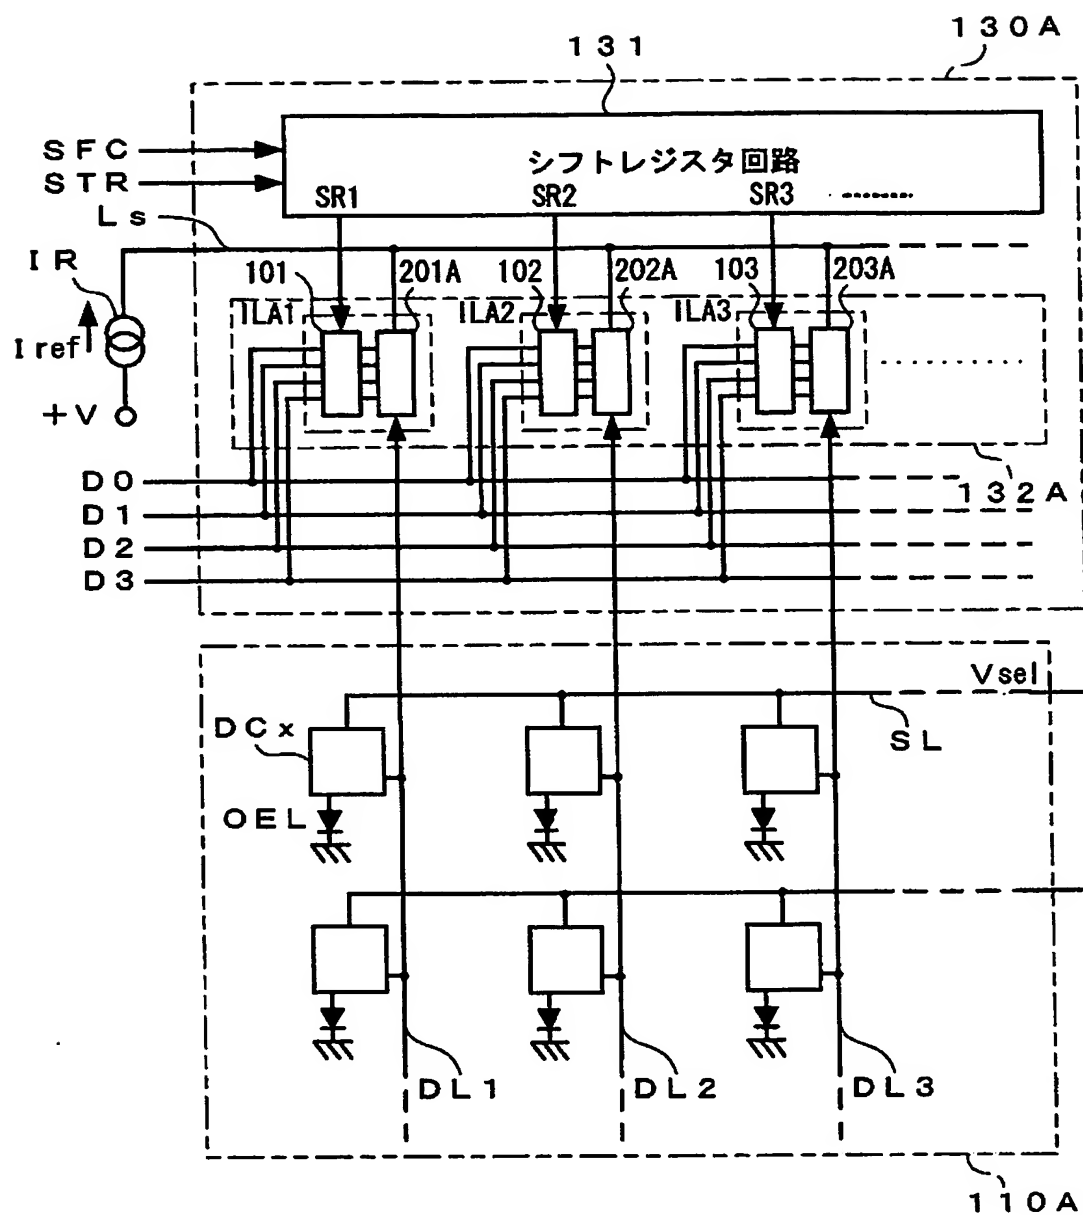 130A
131
SFC
STR
シフトレジスタ回路
SR1 SR2 SR3
Ls
IR
101 201A 102 202A 103 203A
ILA1 ILA2 ILA3
Iref
+V
D0
132A
D1
D2
D3
Vsel
DCx
SL
OEL
DL1 DL2 DL3
110A